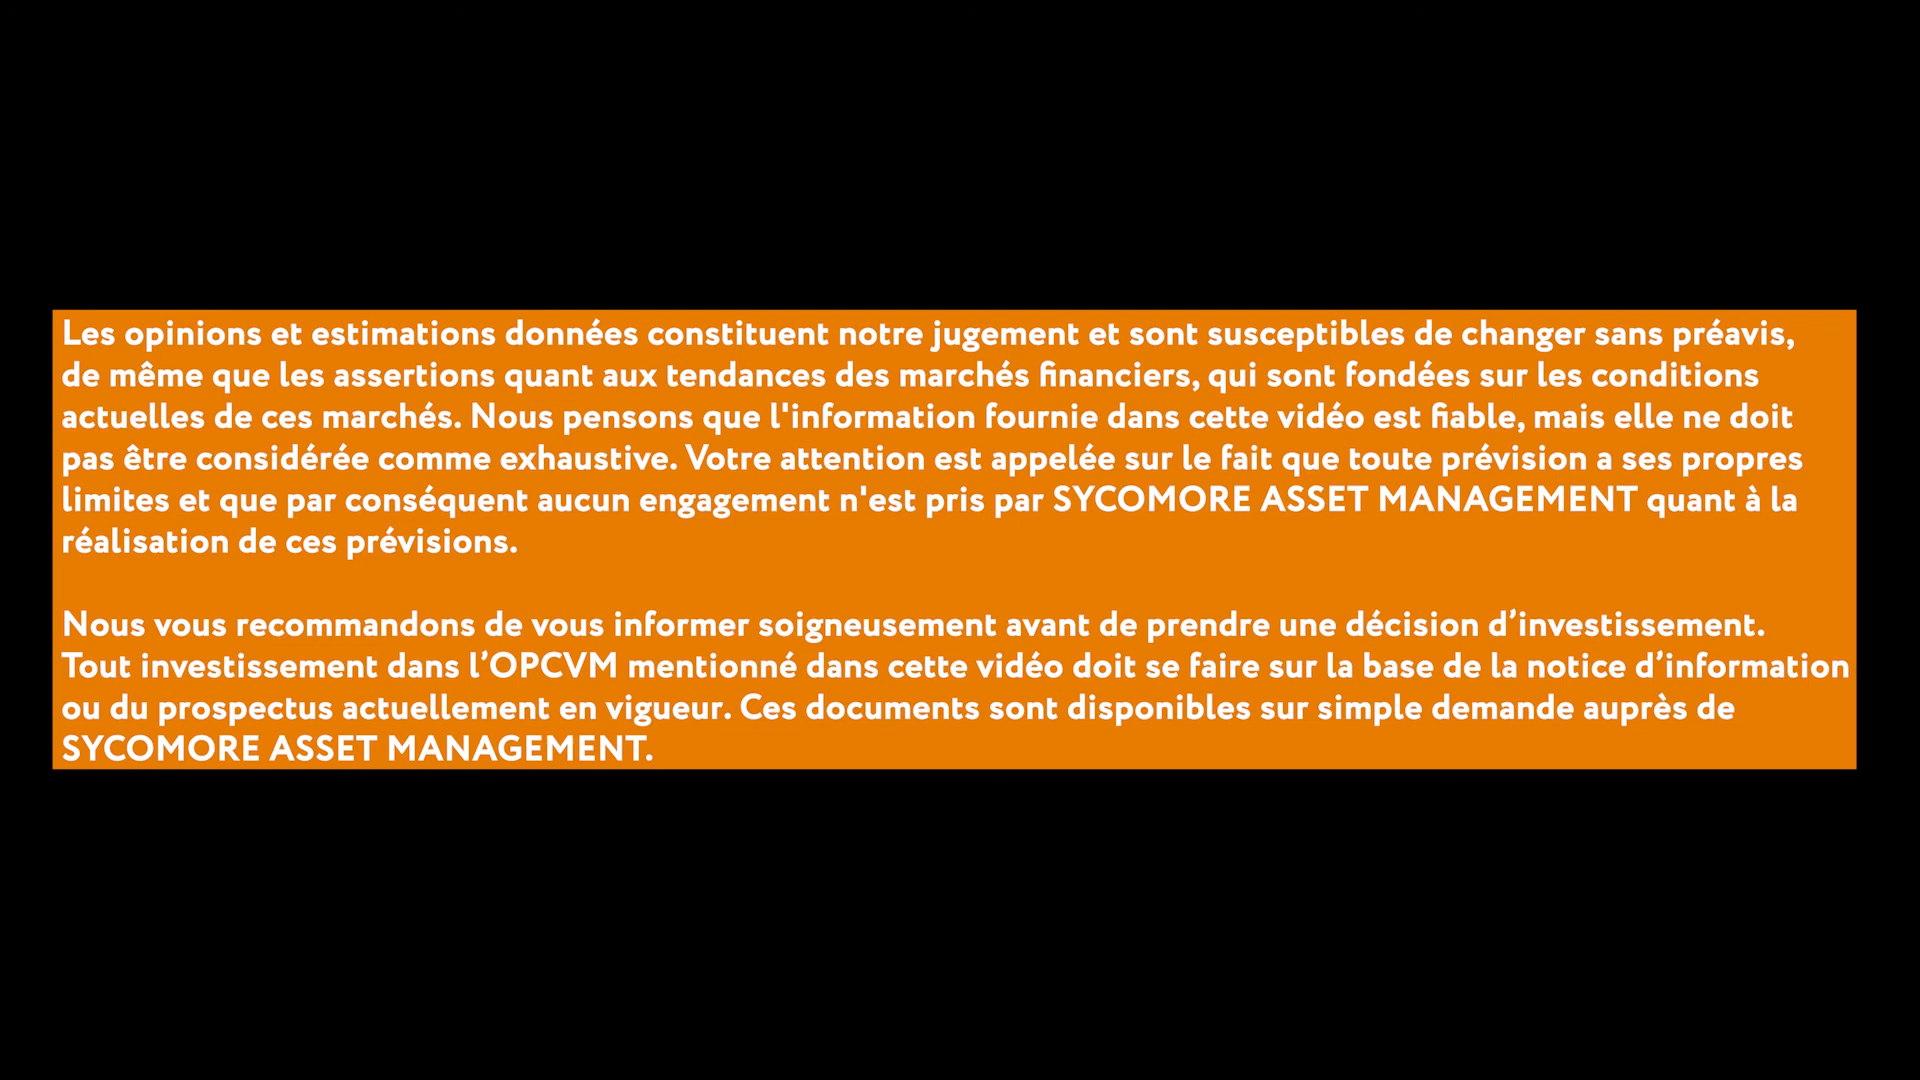 Les opinions et estimations données constituent notre jugement et sont susceptibles de changer sans préavis,
de même que les assertions quant aux tendances des marchés financiers, qui sont fondées sur les conditions
actuelles de ces marchés. Nous pensons que l'information fournie dans cette vidéo est fiable, mais elle ne doit
pas être considérée comme exhaustive. Votre attention est appelée sur le fait que toute prévision a ses propres
limites et que par conséquent aucun engagement n'est pris par SYCOMORE ASSET MANAGEMENT quant à la
réalisation de ces prévisions.
Nous vous recommandons de vous informer soigneusement avant de prendre une décision d’investissement.
Tout investissement dans l’OPCVM mentionné dans cette vidéo doit se faire sur la base de la notice d’information
ou du prospectus actuellement en vigueur. Ces documents sont disponibles sur simple demande auprès de
SYCOMORE ASSET MANAGEMENT.